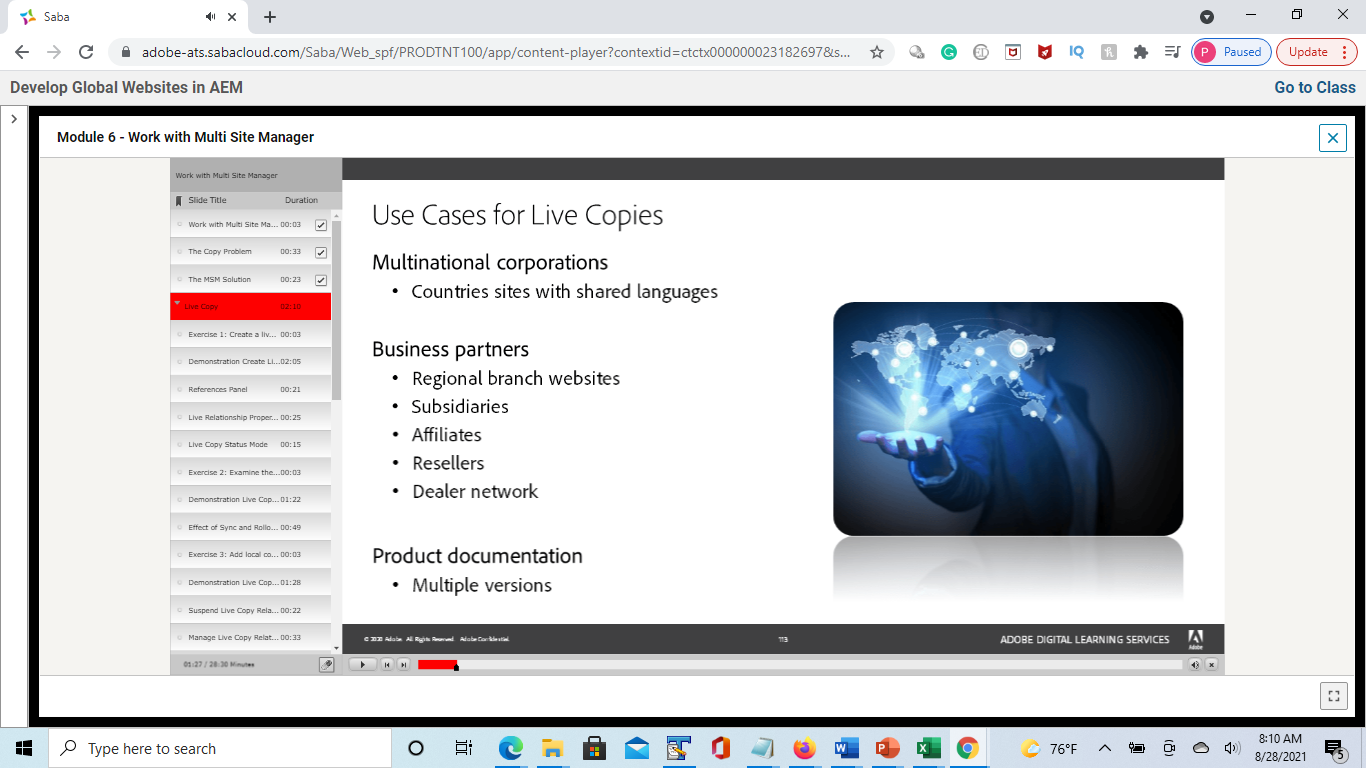 Saba
adobe-ats.sabacloud.com/Saba/Web_spf/PRODTNT100/app/content-player?contextid=ctctx000000023182697&s...
P Paused
Update
Develop Global Websites in AEM
Go to Class
Module 6 - Work with Multi Site Manager
Work with Multi Site Manager
Slide Title Duration
Work with Multi Site Ma... 00:03
The Copy Problem 00:33
The MSM Solution 00:23
Live Copy 02:10
Exercise 1: Create a liv... 00:03
Demonstration Create Li... 02:05
References Panel 00:21
Live Relationship Proper... 00:25
Live Copy Status Mode 00:15
Exercise 2: Examine the... 00:03
Demonstration Live Cop... 01:22
Effect of Sync and Rollo... 00:49
Exercise 3: Add local co... 00:03
Demonstration Live Cop... 01:28
Suspend Live Copy Rela... 00:22
Manage Live Copy Relat... 00:33
01:27 / 26:30 Minutes
Use Cases for Live Copies
Multinational corporations
• Countries sites with shared languages
Business partners
• Regional branch websites
• Subsidiaries
• Affiliates
• Resellers
• Dealer network
Product documentation
• Multiple versions
© 2020 Adobe. All Rights Reserved. Adobe Confidential.
113
ADOBE DIGITAL LEARNING SERVICES
Adobe
Type here to search
76°F
8:10 AM
8/28/2021
5